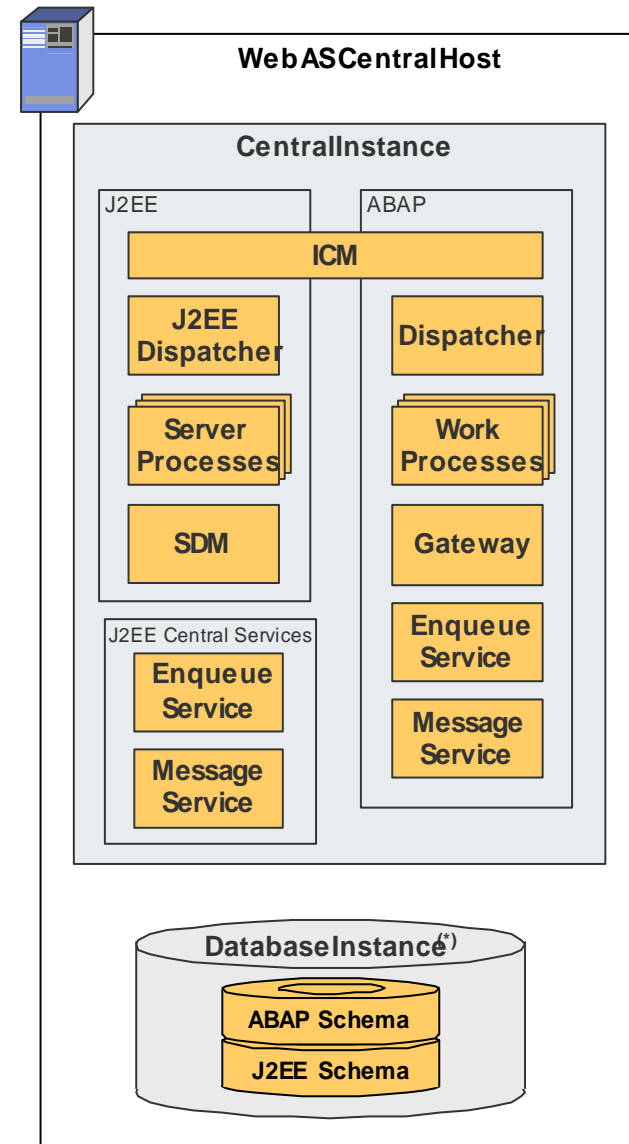 WebASCentralHost
CentralInstance
J2EE
ABAP
ICM
J2EE
Dispatcher
Dispatcher
Server
Processes
Work
Processes
SDM
Gateway
J2EE Central Services
Enqueue
Service
Enqueue
Service
Message
Service
Message
Service
DatabaseInstance(*)
ABAP Schema
J2EE Schema